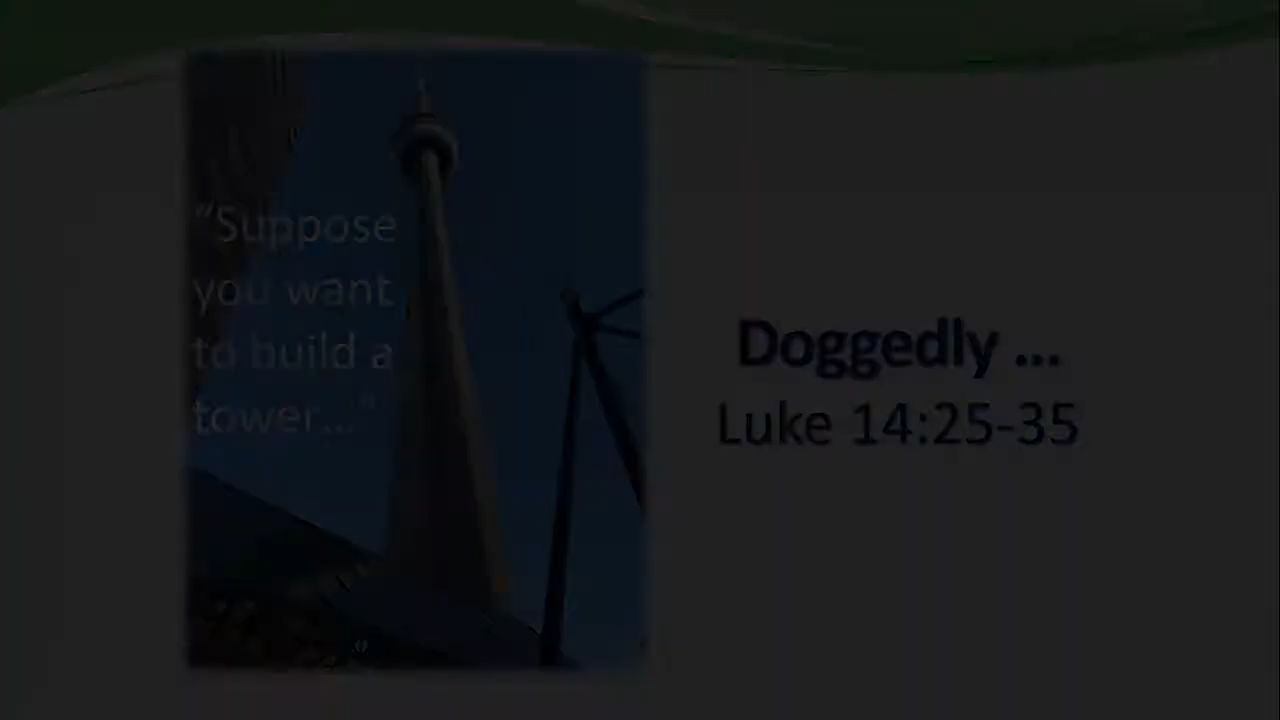 “Suppose
you want
to build a
tower...”
Doggedly ...
Luke 14:25-35